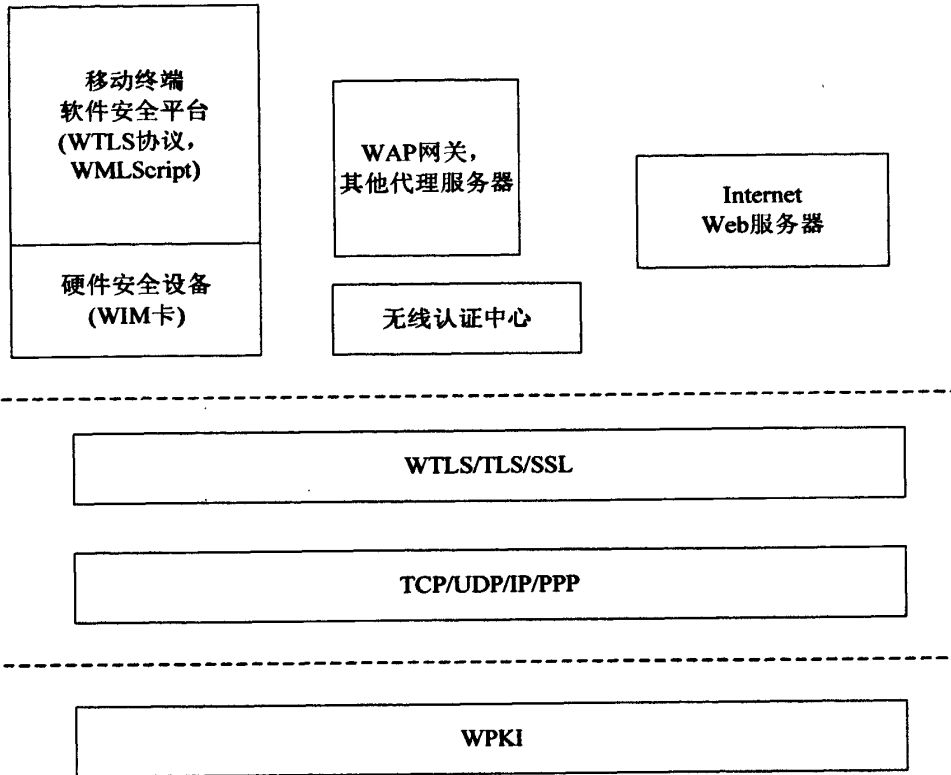 移动终端
软件安全平台
(WTLS协议，
WMLScript)
硬件安全设备
(WIM卡)
WAP网关，
其他代理服务器
无线认证中心
Internet
Web服务器
WTLS/TLS/SSL
TCP/UDP/IP/PPP
WPKI